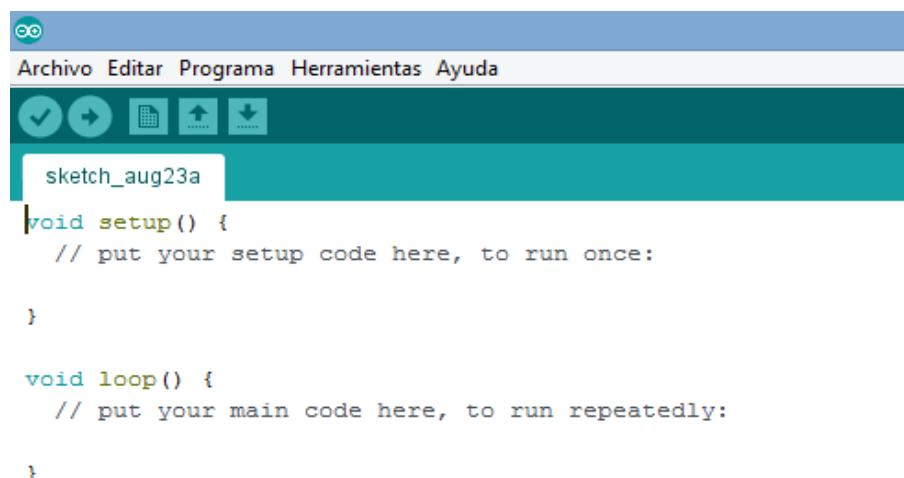 Archivo Editar Programa Herramientas Ayuda
sketch_aug23a
void setup() {
  // put your setup code here, to run once:
}
void loop() {
  // put your main code here, to run repeatedly:
}